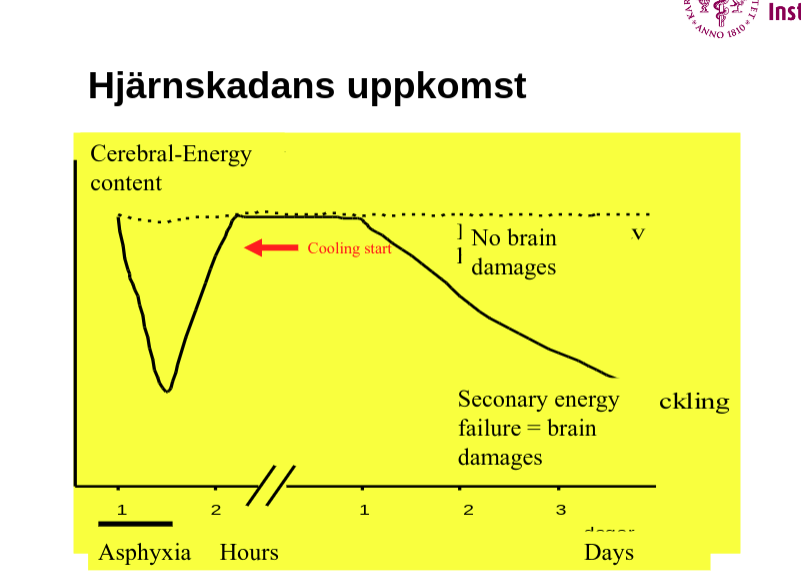 Inst
ANNO 1810
Hjärnskadans uppkomst
Cerebral-Energy
content
No brain
damages
v
Cooling start
Seconary energy
failure = brain
damages
ckling
1 2 1 2 3
Asphyxia Hours Days